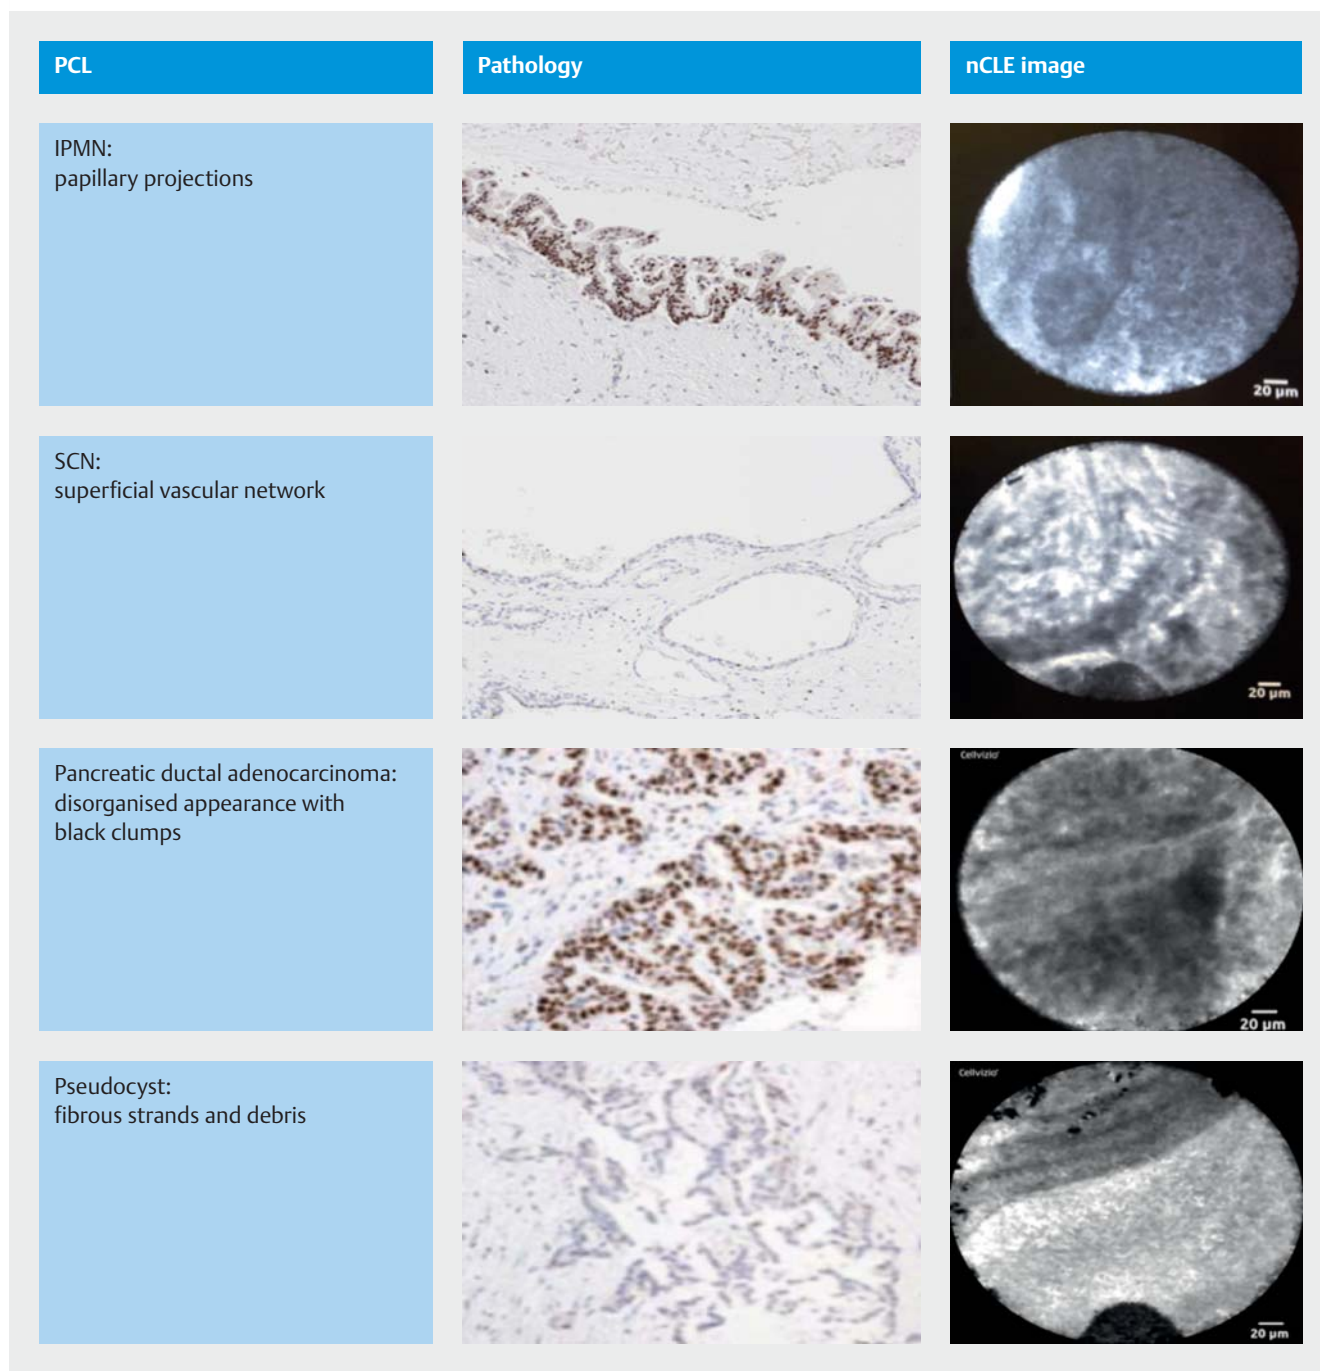 PCL
Pathology
nCLE image
IPMN:
papillary projections
20 µm
SCN:
superficial vascular network
20 µm
Pancreatic ductal adenocarcinoma:
disorganised appearance with
black clumps
Cellvizio
20 µm
Pseudocyst:
fibrous strands and debris
Cellvizio
20 µm